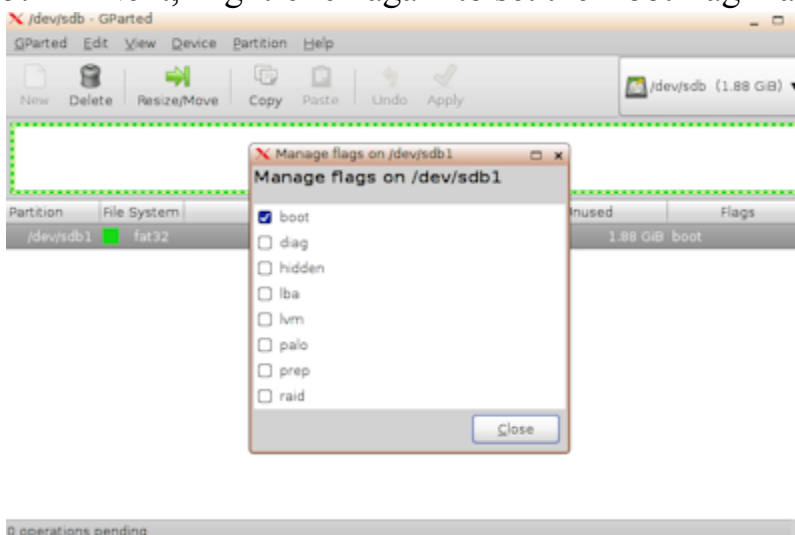 /dev/sdb - GParted
GParted Edit View Device Partition Help
New Delete Resize/Move Copy Paste Undo Apply /dev/sdb (1.88 GiB)
Manage flags on /dev/sdb1
Manage flags on /dev/sdb1
Partition File System Unused Flags
/dev/sdb1 fat32 1.88 GiB boot
boot
diag
hidden
lba
lvm
palo
prep
raid
Close
0 operations pending